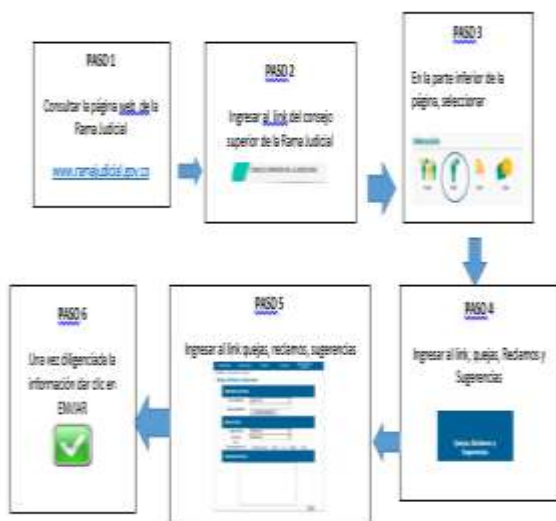 PASO 1
Consultar la página web de la
Rama Judicial
www.ramajudicial.gov.co
PASO 2
Ingresar al link del consejo
superior de la Rama Judicial
PASO 3
En la parte inferior de la
página, seleccionar
PASO 4
Ingresar al link, quejas, Reclamos y
Sugerencias
Quejas, Reclamos y
Sugerencias
PASO 5
Ingresar al link quejas, reclamos, sugerencias
PASO 6
Una vez diligenciada la
información dar clic en
ENVIAR